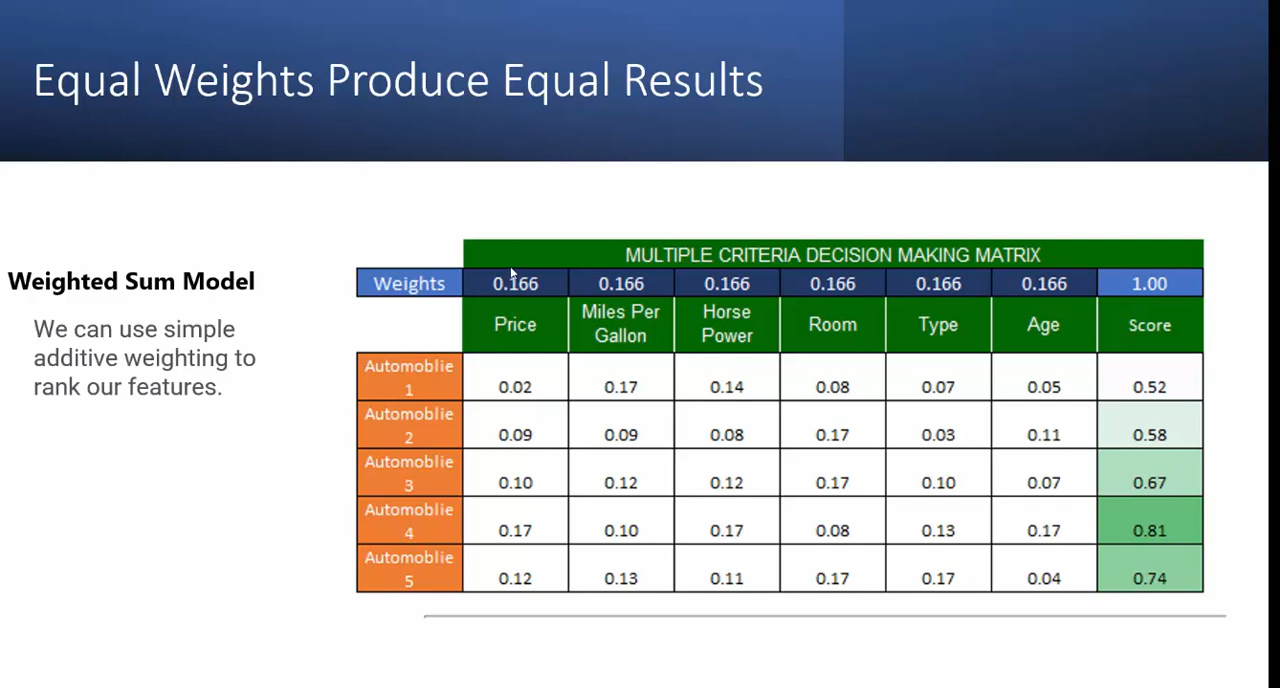 Equal Weights Produce Equal Results
Weighted Sum Model
We can use simple
additive weighting to
rank our features.
MULTIPLE CRITERIA DECISION MAKING MATRIX
Weights 0.166 0.166 0.166 0.166 0.166 0.166 1.00
Price Miles Per Gallon Horse Power Room Type Age Score
Automoblie 1 0.02 0.17 0.14 0.08 0.07 0.05 0.52
Automoblie 2 0.09 0.09 0.08 0.17 0.03 0.11 0.58
Automoblie 3 0.10 0.12 0.12 0.17 0.10 0.07 0.67
Automoblie 4 0.17 0.10 0.17 0.08 0.13 0.17 0.81
Automoblie 5 0.12 0.13 0.11 0.17 0.17 0.04 0.74